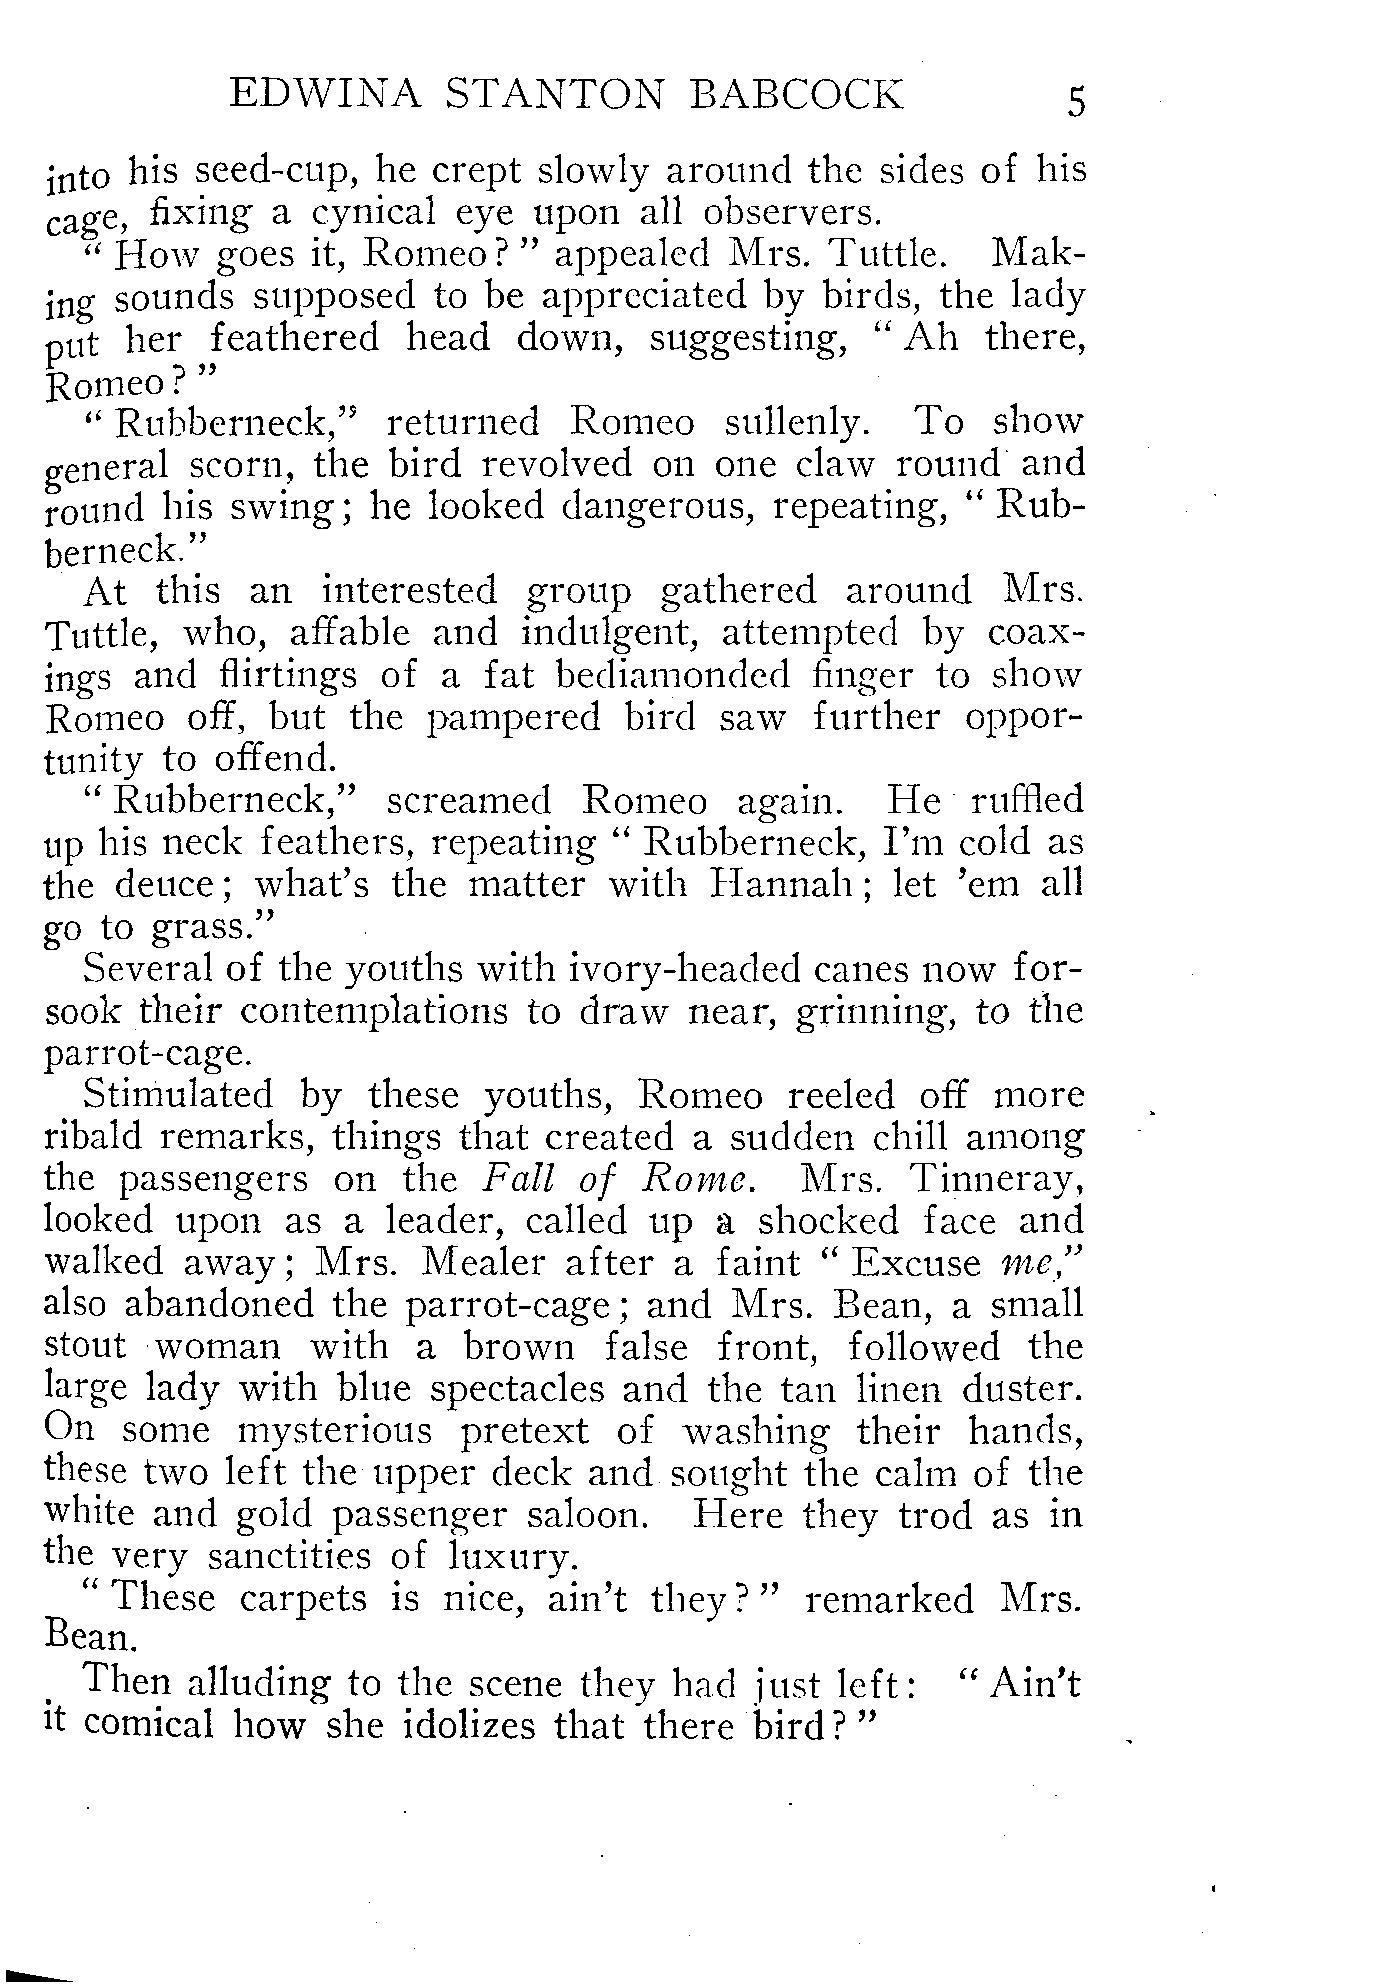 EDWINA STANTON BABCOCK 5
into his seed-cup, he crept slowly around the sides of his
cage, fixing a cynical eye upon all observers.
“ How goes it, Romeo? ” appealed Mrs. Tuttle. Mak-
ing sounds supposed to be appreciated by birds, the lady
put her feathered head down, suggesting, “ Ah there,
Romeo? ”
“ Rubberneck,” returned Romeo sullenly. To show
general scorn, the bird revolved on one claw round and
round his swing; he looked dangerous, repeating, “ Rub-
berneck.”
At this an interested group gathered around Mrs.
Tuttle, who, affable and indulgent, attempted by coax-
ings and flirtings of a fat bediamonded finger to show
Romeo off, but the pampered bird saw further oppor-
tunity to offend.
“ Rubberneck,” screamed Romeo again. He ruffled
up his neck feathers, repeating “ Rubberneck, I’m cold as
the deuce; what’s the matter with Hannah; let ’em all
go to grass.”
Several of the youths with ivory-headed canes now for-
sook their contemplations to draw near, grinning, to the
parrot-cage.
Stimulated by these youths, Romeo reeled off more
ribald remarks, things that created a sudden chill among
the passengers on the Fall of Rome. Mrs. Tinneray,
looked upon as a leader, called up a shocked face and
walked away; Mrs. Mealer after a faint “ Excuse me,”
also abandoned the parrot-cage; and Mrs. Bean, a small
stout woman with a brown false front, followed the
large lady with blue spectacles and the tan linen duster.
On some mysterious pretext of washing their hands,
these two left the upper deck and sought the calm of the
white and gold passenger saloon. Here they trod as in
the very sanctities of luxury.
“ These carpets is nice, ain’t they? ” remarked Mrs.
Bean.
Then alluding to the scene they had just left: “ Ain’t
it comical how she idolizes that there bird? ”